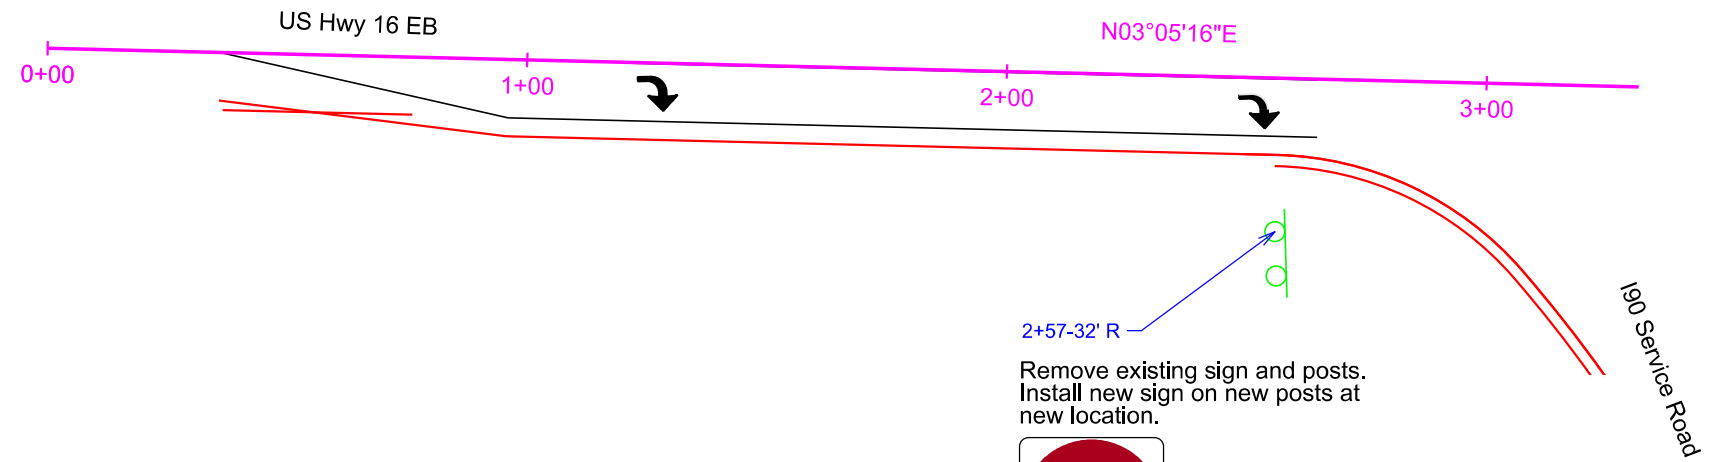 US Hwy 16 EB
N03°05'16"E
0+00
1+00
2+00
3+00
2+57-32' R
Remove existing sign and posts.
Install new sign on new posts at
new location.
I90 Service Road